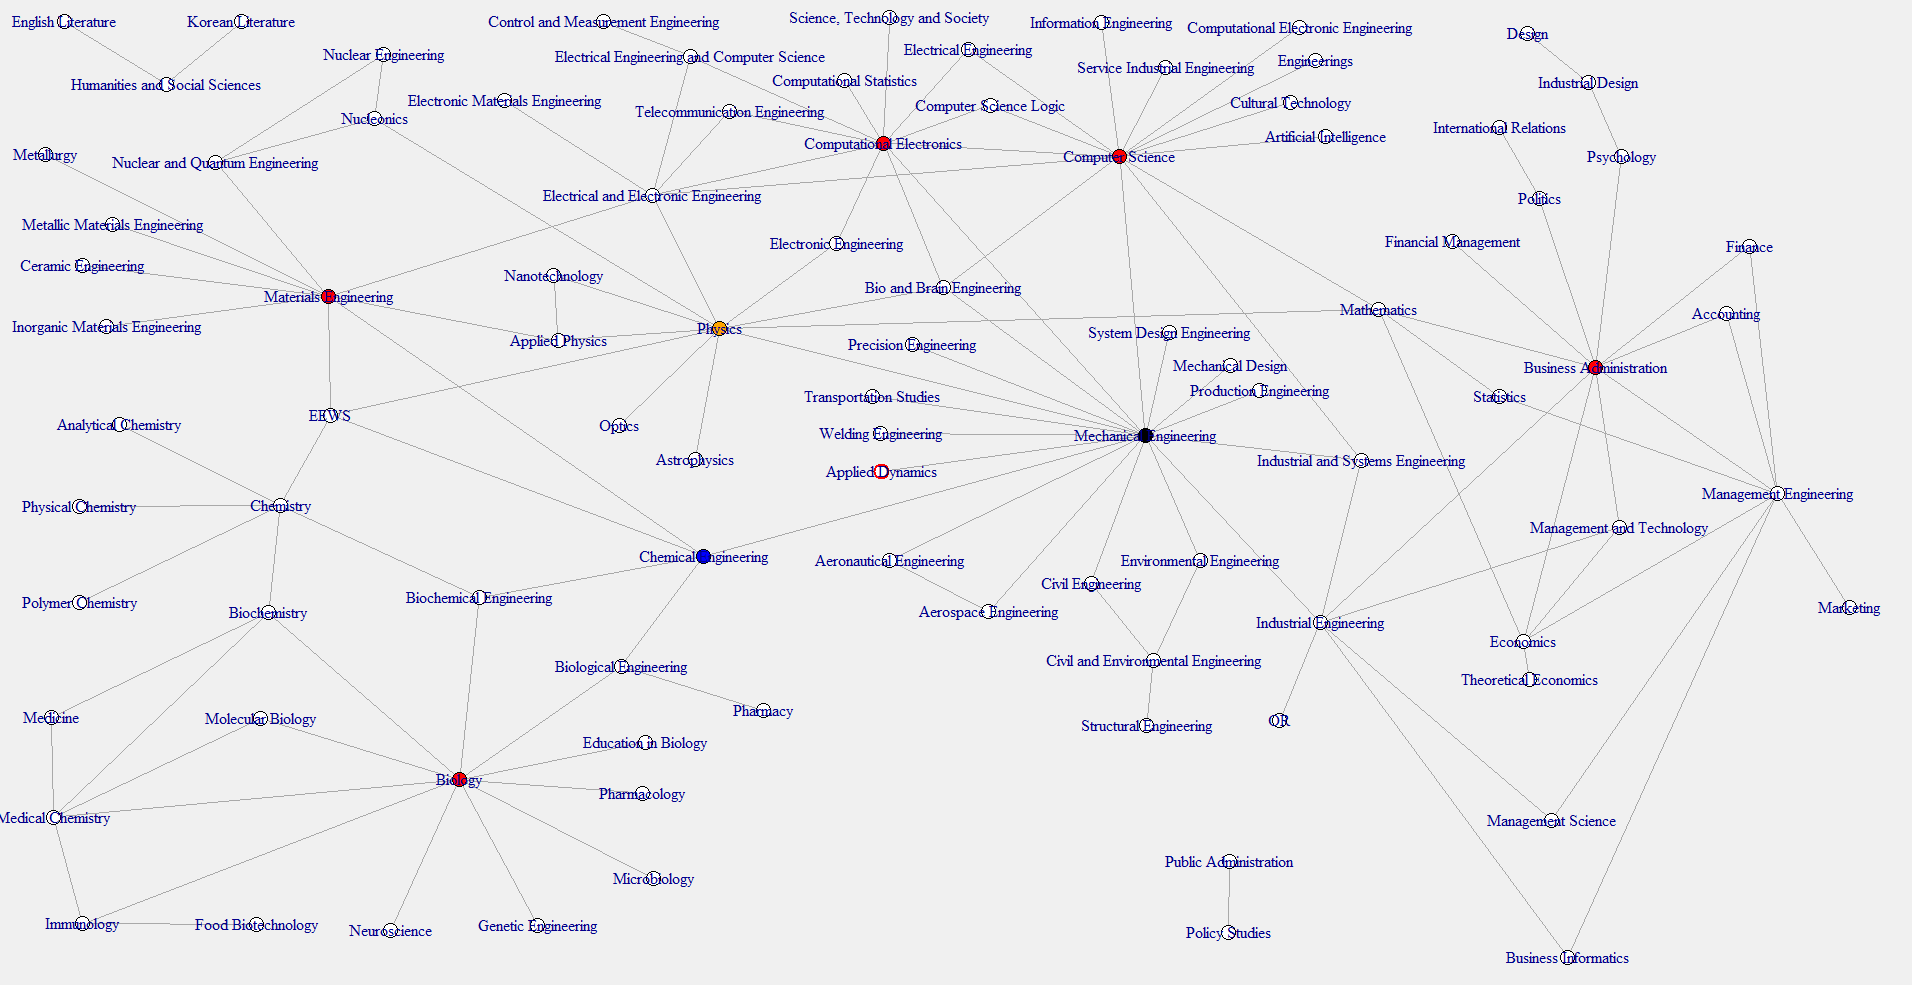 English Literature
Korean Literature
Control and Measurement Engineering
Science, Technology and Society
Information Engineering
Computational Electronic Engineering
Design
Nuclear Engineering
Electrical Engineering and Computer Science
Electrical Engineering
Service Industrial Engineering
Engineerings
Humanities and Social Sciences
Computational Statistics
Industrial Design
Electronic Materials Engineering
Telecommunication Engineering
Computer Science Logic
Cultural Technology
Nucleonics
International Relations
Artificial Intelligence
Computational Electronics
Computer Science
Psychology
Metallurgy
Nuclear and Quantum Engineering
Electrical and Electronic Engineering
Politics
Metallic Materials Engineering
Electronic Engineering
Financial Management
Finance
Ceramic Engineering
Nanotechnology
Bio and Brain Engineering
Materials Engineering
Mathematics
Accounting
Inorganic Materials Engineering
Physics
System Design Engineering
Applied Physics
Precision Engineering
Mechanical Design
Business Administration
Production Engineering
Transportation Studies
Statistics
EEWS
Analytical Chemistry
Optics
Welding Engineering
Mechanical Engineering
Astrophysics
Industrial and Systems Engineering
Applied Dynamics
Management Engineering
Physical Chemistry
Chemistry
Management and Technology
Chemical Engineering
Aeronautical Engineering
Environmental Engineering
Civil Engineering
Polymer Chemistry
Biochemical Engineering
Marketing
Biochemistry
Aerospace Engineering
Industrial Engineering
Economics
Biological Engineering
Civil and Environmental Engineering
Theoretical Economics
Medicine
Molecular Biology
Pharmacy
Structural Engineering
OR
Education in Biology
Biology
Pharmacology
Medical Chemistry
Management Science
Public Administration
Microbiology
Immunology
Food Biotechnology
Neuroscience
Genetic Engineering
Policy Studies
Business Informatics